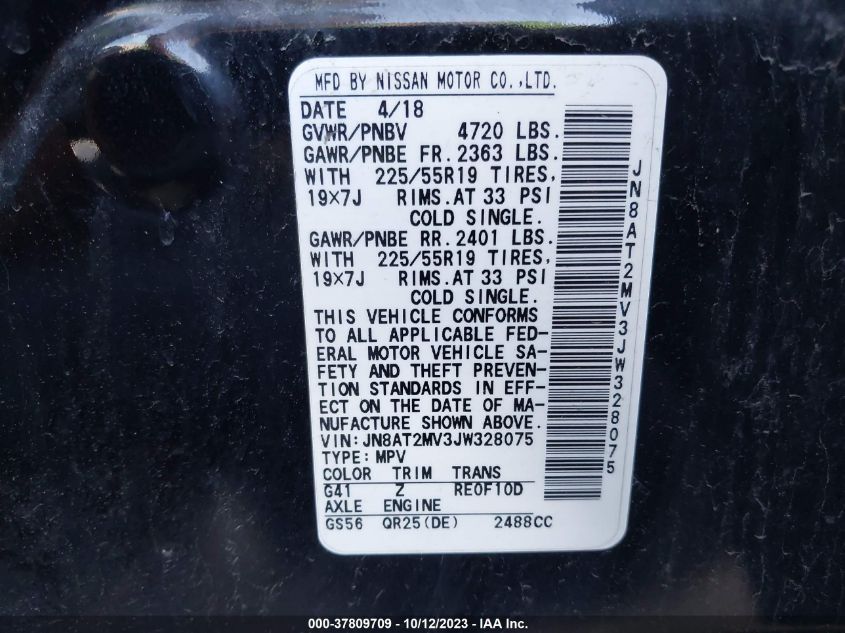 MFD BY NISSAN MOTOR CO.,LTD.
DATE 4/18
GVWR/PNBV 4720 LBS.
GAWR/PNBE FR.2363 LBS.
WITH 225/55R19 TIRES,
19×7J RIMS.AT 33 PSI
COLD SINGLE.
GAWR/PNBE RR.2401 LBS.
WITH 225/55R19 TIRES,
19×7J RIMS.AT 33 PSI
COLD SINGLE.
THIS VEHICLE CONFORMS
TO ALL APPLICABLE FED-
ERAL MOTOR VEHICLE SA-
FETY AND THEFT PREVEN-
TION STANDARDS IN EFF-
ECT ON THE DATE OF MA-
NUFACTURE SHOWN ABOVE.
VIN:JN8AT2MV3JW328075
TYPE:MPV
COLOR TRIM TRANS
G41 Z RE0F10D
AXLE ENGINE
GS56 QR25(DE) 2488CC
JN8AT2MV3JW328075
000-37809709 - 10/12/2023 - IAA Inc.